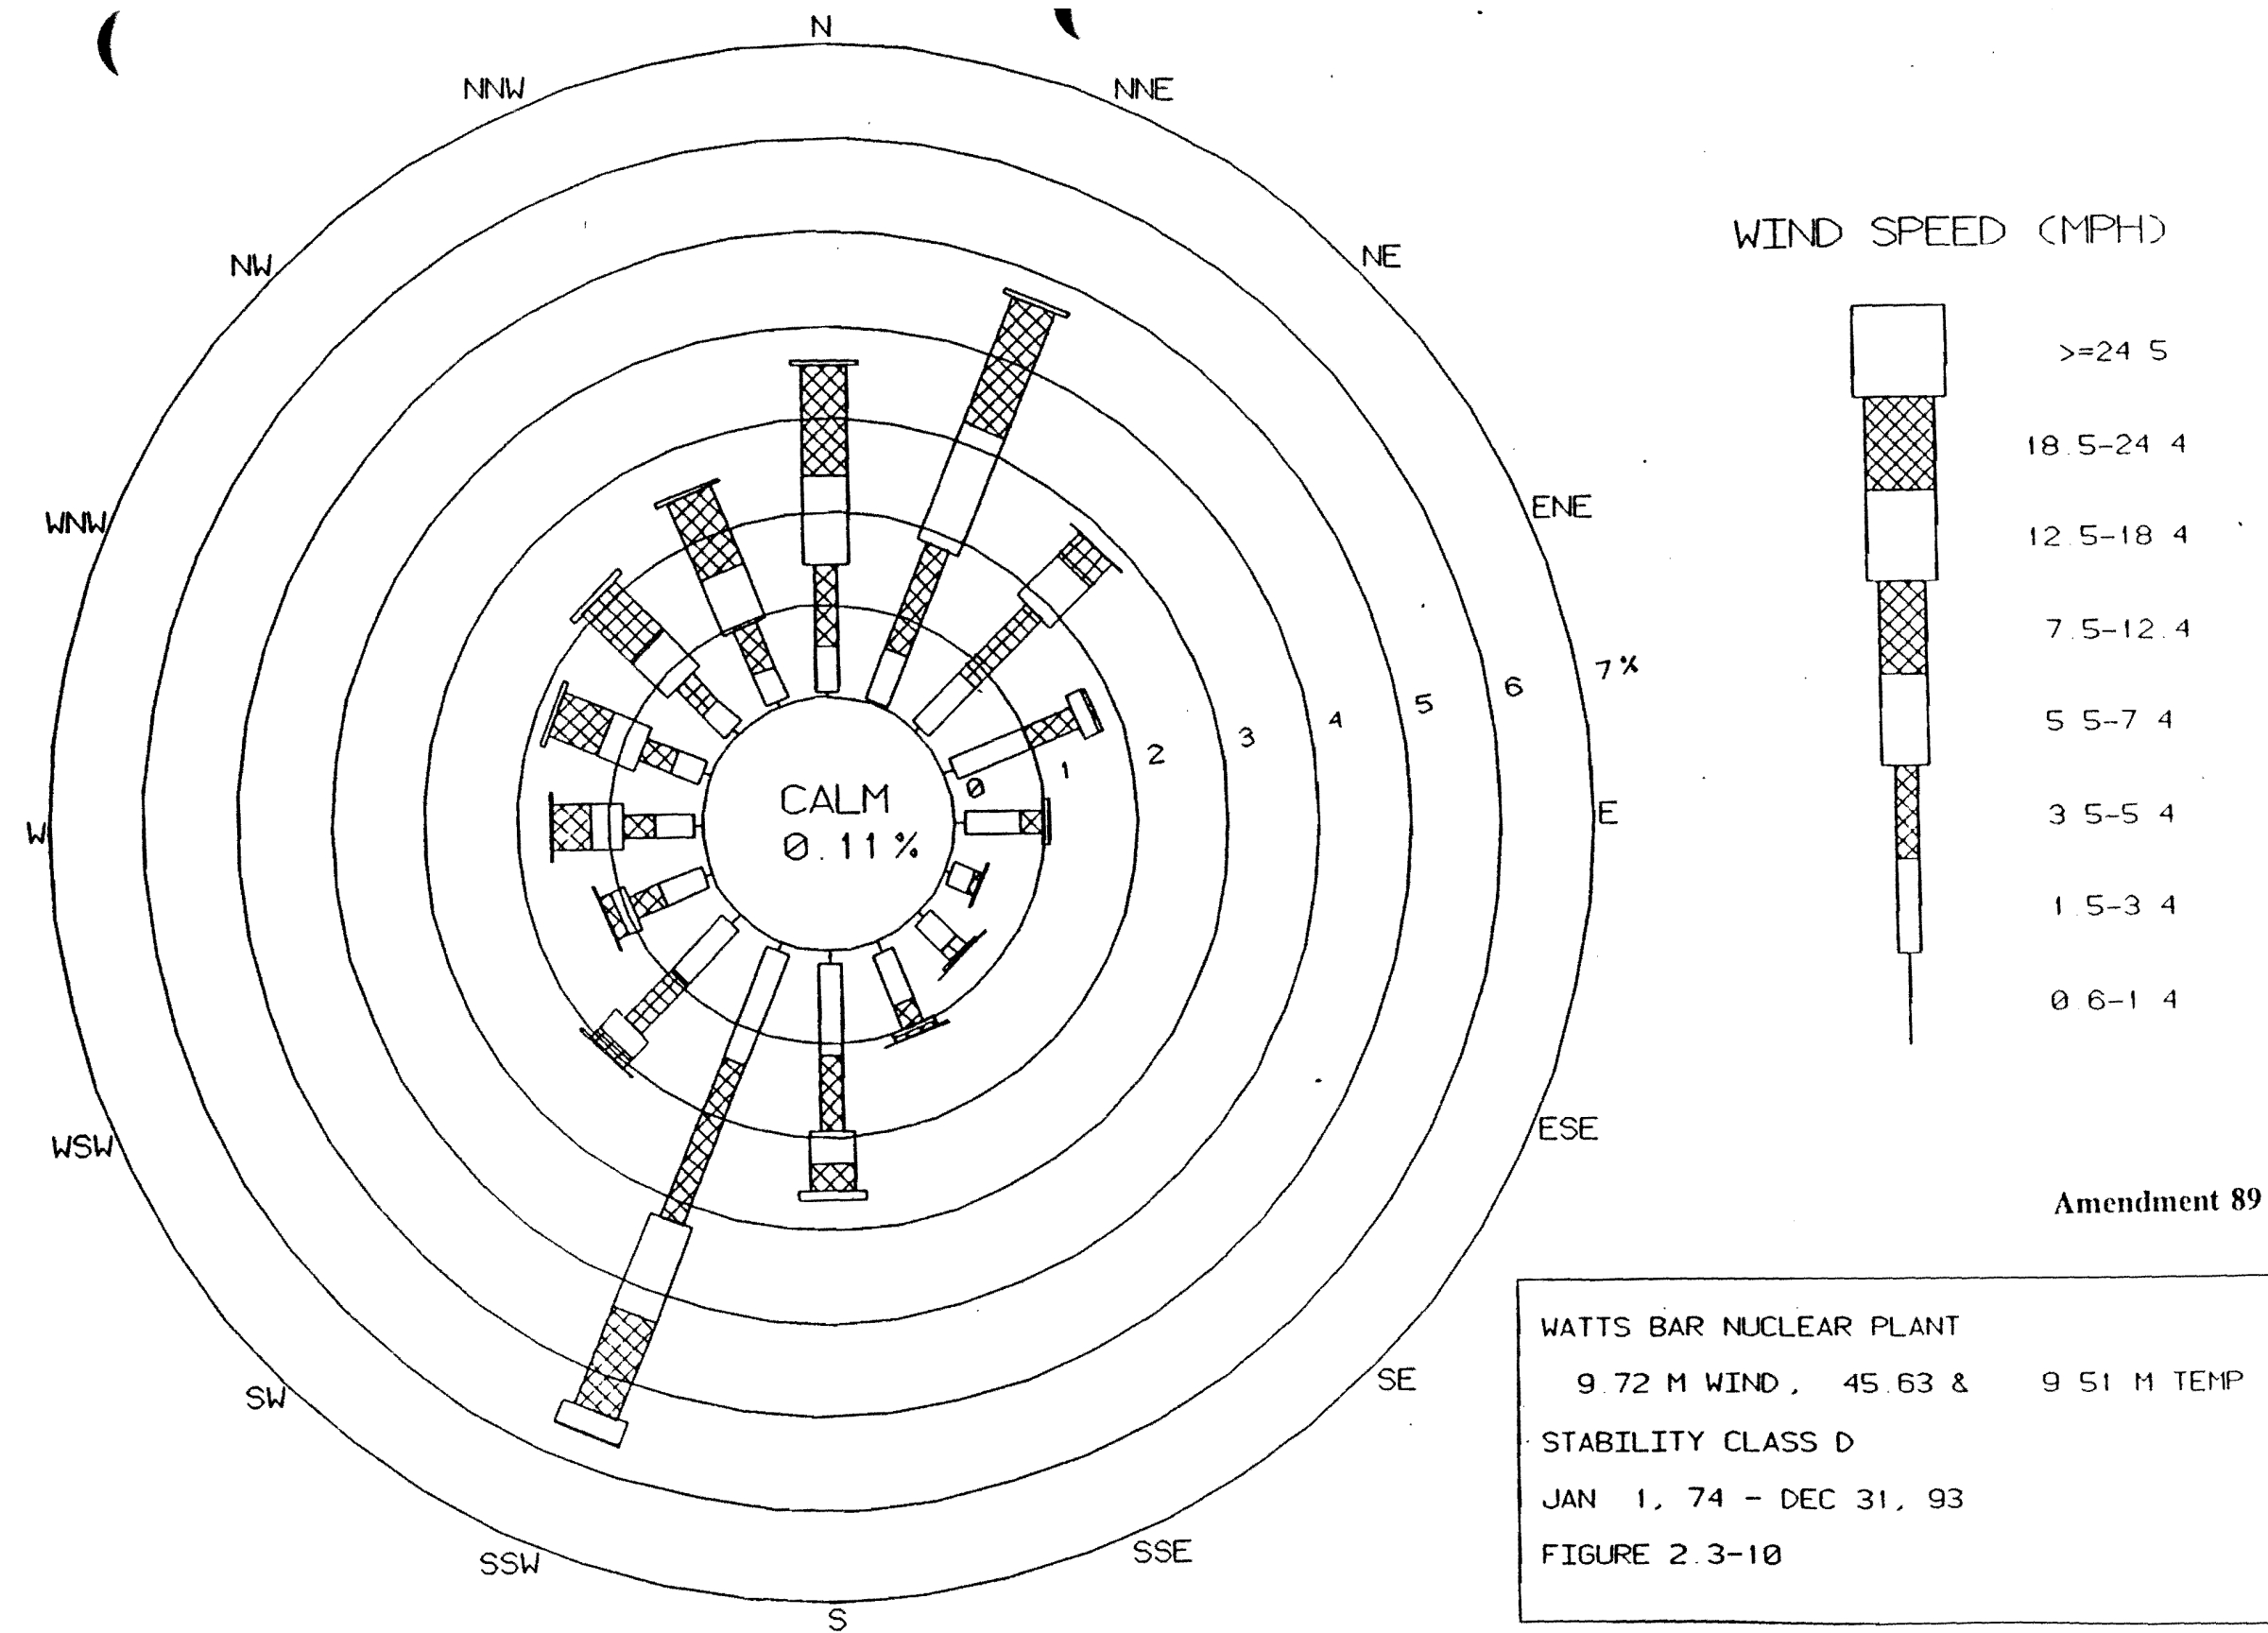 N
NNW
NNE
NW
NE
WIND SPEED (MPH)
>=24 5
18.5-24 4
12.5-18 4
7.5-12.4
5 5-7 4
3 5-5 4
1.5-3 4
0 6-1 4
WNW
ENE
7%
6
5
4
3
2
1
0
CALM
0.11%
W
E
WSW
ESE
SW
SE
SSW
SSE
S
Amendment 89
WATTS BAR NUCLEAR PLANT
9.72 M WIND, 45.63 & 9 51 M TEMP
STABILITY CLASS D
JAN 1, 74 - DEC 31, 93
FIGURE 2.3-10